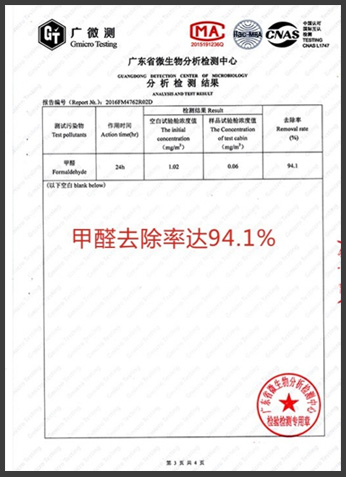 广微测
Gmicro Testing
MA
2015191236Q
ilac-MRA
CNAS
中国认可
国际互认
检测
TESTING
CNAS L1747
广东省微生物分析检测中心
GUANGDONG DETECTION CENTER OF MICROBIOLOGY
分析检测结果
ANALYSIS AND TEST RESULT
报告编号(Report №.): 2016FM4762R02D
测试污染物
Test pollutants
作用时间
Action time(hr)
检测结果 Result
空白试验舱浓度值
The initial
concentration
(mg/m³)
样品试验舱浓度值
The Concentration
of test cabin
(mg/m³)
去除率
Removal rate
(%)
甲醛
Formaldehyde
24h
1.02
0.06
94.1
(以下空白 blank below)
甲醛去除率达94.1%
广东省微生物分析检测中心
检验检测专用章
第 3 页 共 4 页